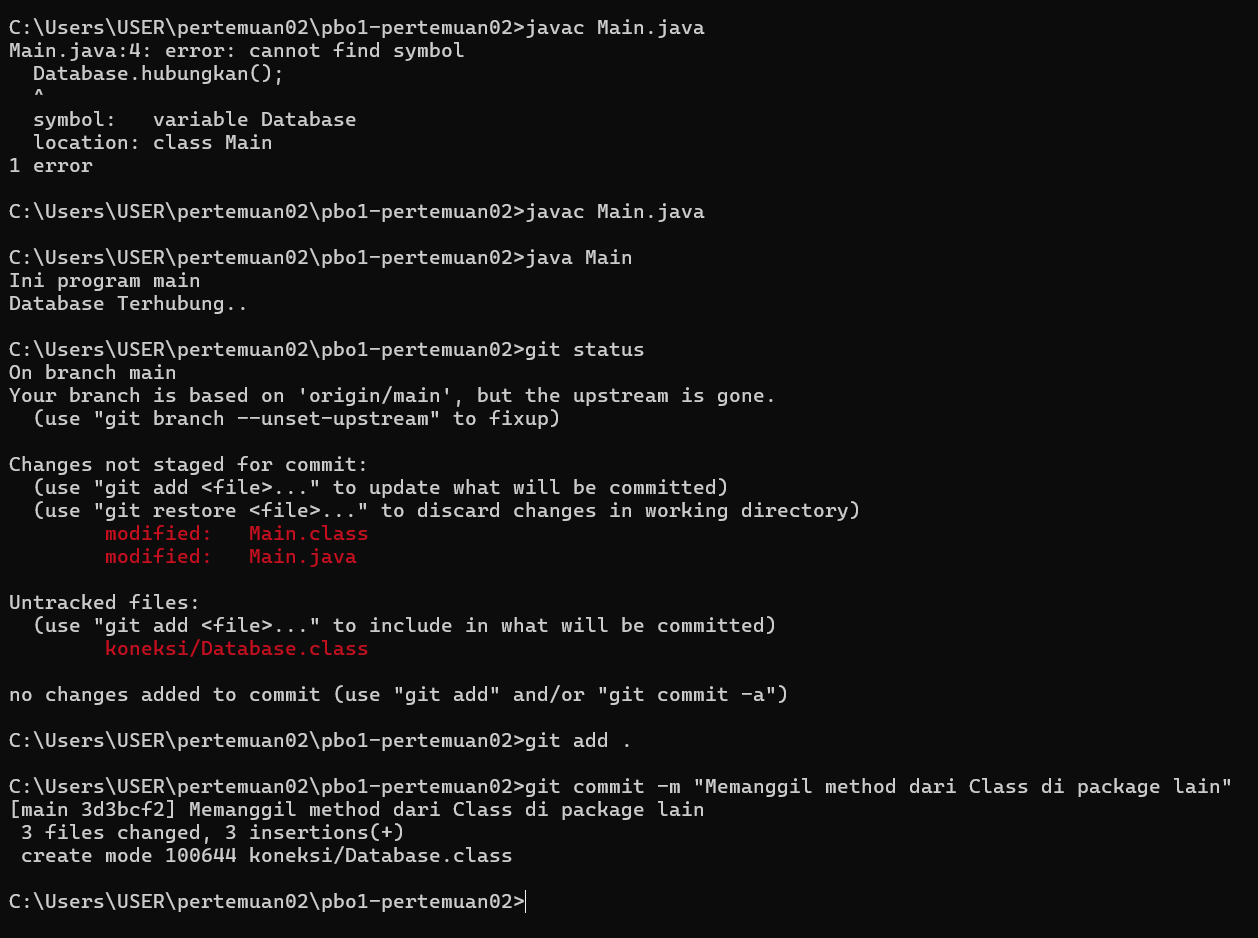 C:\Users\USER\pertemuan02\pbo1-pertemuan02>javac Main.java
Main.java:4: error: cannot find symbol
  Database.hubungkan();
  ^
  symbol:   variable Database
  location: class Main
1 error

C:\Users\USER\pertemuan02\pbo1-pertemuan02>javac Main.java

C:\Users\USER\pertemuan02\pbo1-pertemuan02>java Main
Ini program main
Database Terhubung..

C:\Users\USER\pertemuan02\pbo1-pertemuan02>git status
On branch main
Your branch is based on 'origin/main', but the upstream is gone.
  (use "git branch --unset-upstream" to fixup)

Changes not staged for commit:
  (use "git add <file>..." to update what will be committed)
  (use "git restore <file>..." to discard changes in working directory)
        modified:   Main.class
        modified:   Main.java

Untracked files:
  (use "git add <file>..." to include in what will be committed)
        koneksi/Database.class

no changes added to commit (use "git add" and/or "git commit -a")

C:\Users\USER\pertemuan02\pbo1-pertemuan02>git add .

C:\Users\USER\pertemuan02\pbo1-pertemuan02>git commit -m "Memanggil method dari Class di package lain"
[main 3d3bcf2] Memanggil method dari Class di package lain
 3 files changed, 3 insertions(+)
 create mode 100644 koneksi/Database.class

C:\Users\USER\pertemuan02\pbo1-pertemuan02>